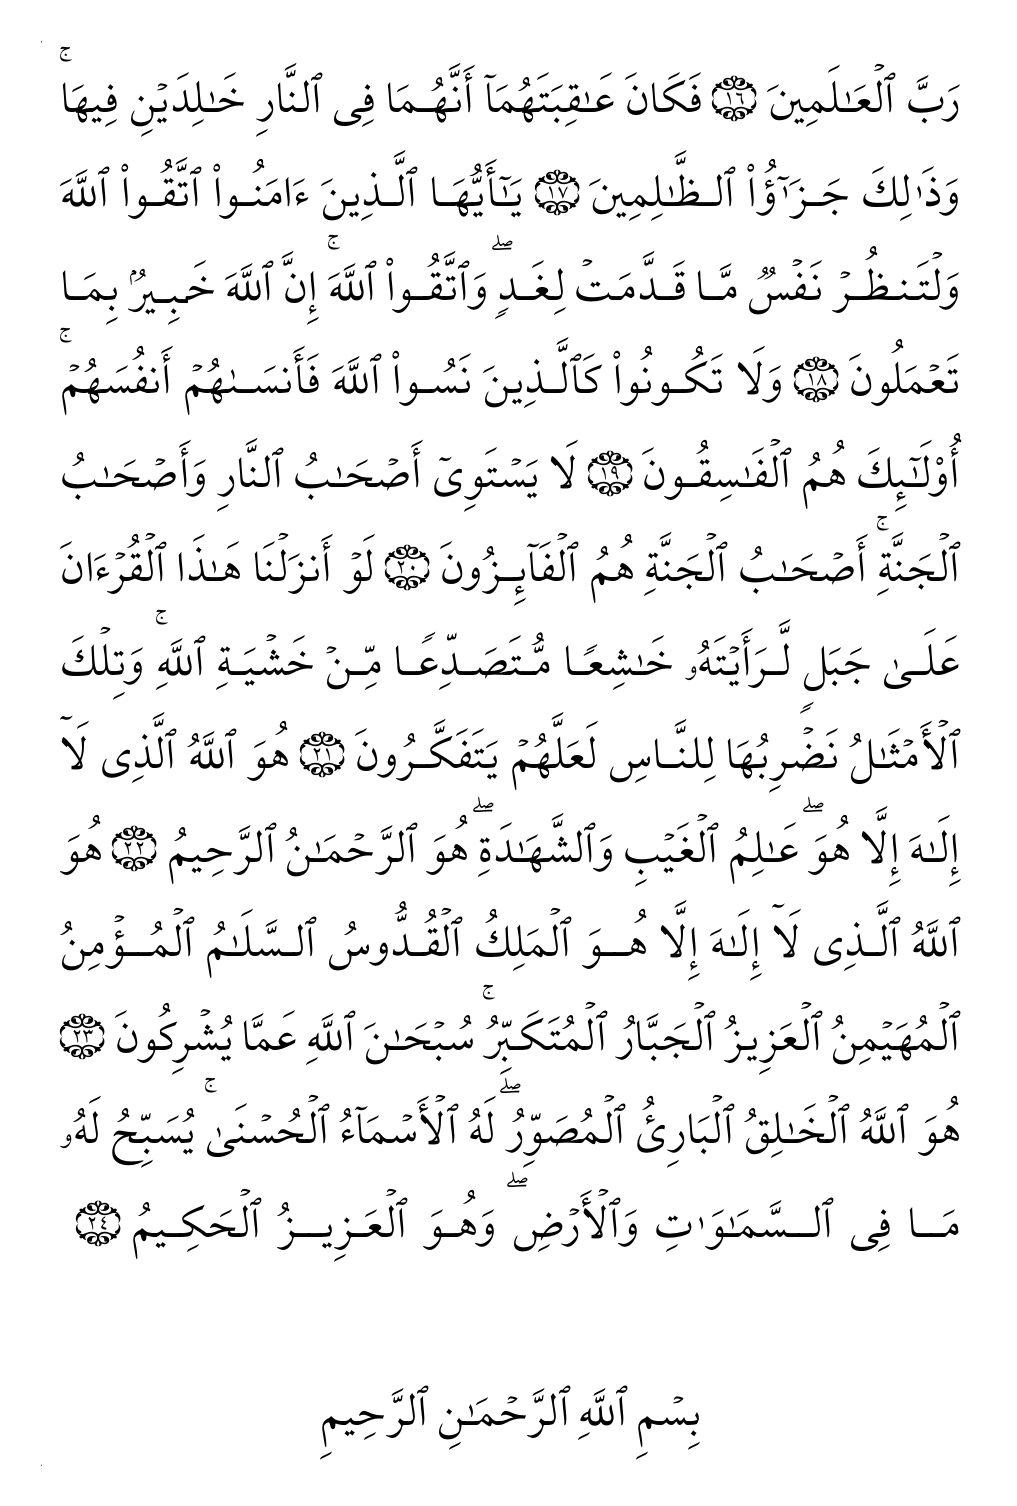 رَبَّ ٱلْعَـٰلَمِينَ ١٦ فَكَانَ عَـٰقِبَتَهُمَآ أَنَّهُمَا فِى ٱلنَّارِ خَـٰلِدَيْنِ فِيهَا ۚ
وَذَٰلِكَ جَزَٰٓؤُا۟ ٱلظَّـٰلِمِينَ ١٧ يَـٰٓأَيُّهَا ٱلَّذِينَ ءَامَنُوا۟ ٱتَّقُوا۟ ٱللَّهَ
وَلْتَنظُرْ نَفْسٌ مَّا قَدَّمَتْ لِغَدٍ ۖ وَٱتَّقُوا۟ ٱللَّهَ ۚ إِنَّ ٱللَّهَ خَبِيرٌۢ بِمَا
تَعْمَلُونَ ١٨ وَلَا تَكُونُوا۟ كَٱلَّذِينَ نَسُوا۟ ٱللَّهَ فَأَنسَىٰهُمْ أَنفُسَهُمْ ۚ
أُو۟لَـٰٓئِكَ هُمُ ٱلْفَـٰسِقُونَ ١٩ لَا يَسْتَوِىٓ أَصْحَـٰبُ ٱلنَّارِ وَأَصْحَـٰبُ
ٱلْجَنَّةِ ۚ أَصْحَـٰبُ ٱلْجَنَّةِ هُمُ ٱلْفَآئِزُونَ ٢٠ لَوْ أَنزَلْنَا هَـٰذَا ٱلْقُرْءَانَ
عَلَىٰ جَبَلٍ لَّرَأَيْتَهُۥ خَـٰشِعًا مُّتَصَدِّعًا مِّنْ خَشْيَةِ ٱللَّهِ ۚ وَتِلْكَ
ٱلْأَمْثَـٰلُ نَضْرِبُهَا لِلنَّاسِ لَعَلَّهُمْ يَتَفَكَّرُونَ ٢١ هُوَ ٱللَّهُ ٱلَّذِى لَآ
إِلَـٰهَ إِلَّا هُوَ ۖ عَـٰلِمُ ٱلْغَيْبِ وَٱلشَّهَـٰدَةِ ۖ هُوَ ٱلرَّحْمَـٰنُ ٱلرَّحِيمُ ٢٢ هُوَ
ٱللَّهُ ٱلَّذِى لَآ إِلَـٰهَ إِلَّا هُوَ ٱلْمَلِكُ ٱلْقُدُّوسُ ٱلسَّلَـٰمُ ٱلْمُؤْمِنُ
ٱلْمُهَيْمِنُ ٱلْعَزِيزُ ٱلْجَبَّارُ ٱلْمُتَكَبِّرُ ۚ سُبْحَـٰنَ ٱللَّهِ عَمَّا يُشْرِكُونَ ٢٣
هُوَ ٱللَّهُ ٱلْخَـٰلِقُ ٱلْبَارِئُ ٱلْمُصَوِّرُ ۖ لَهُ ٱلْأَسْمَآءُ ٱلْحُسْنَىٰ ۚ يُسَبِّحُ لَهُۥ
مَا فِى ٱلسَّمَـٰوَٰتِ وَٱلْأَرْضِ ۖ وَهُوَ ٱلْعَزِيزُ ٱلْحَكِيمُ ٢٤
بِسْمِ ٱللَّهِ ٱلرَّحْمَـٰنِ ٱلرَّحِيمِ